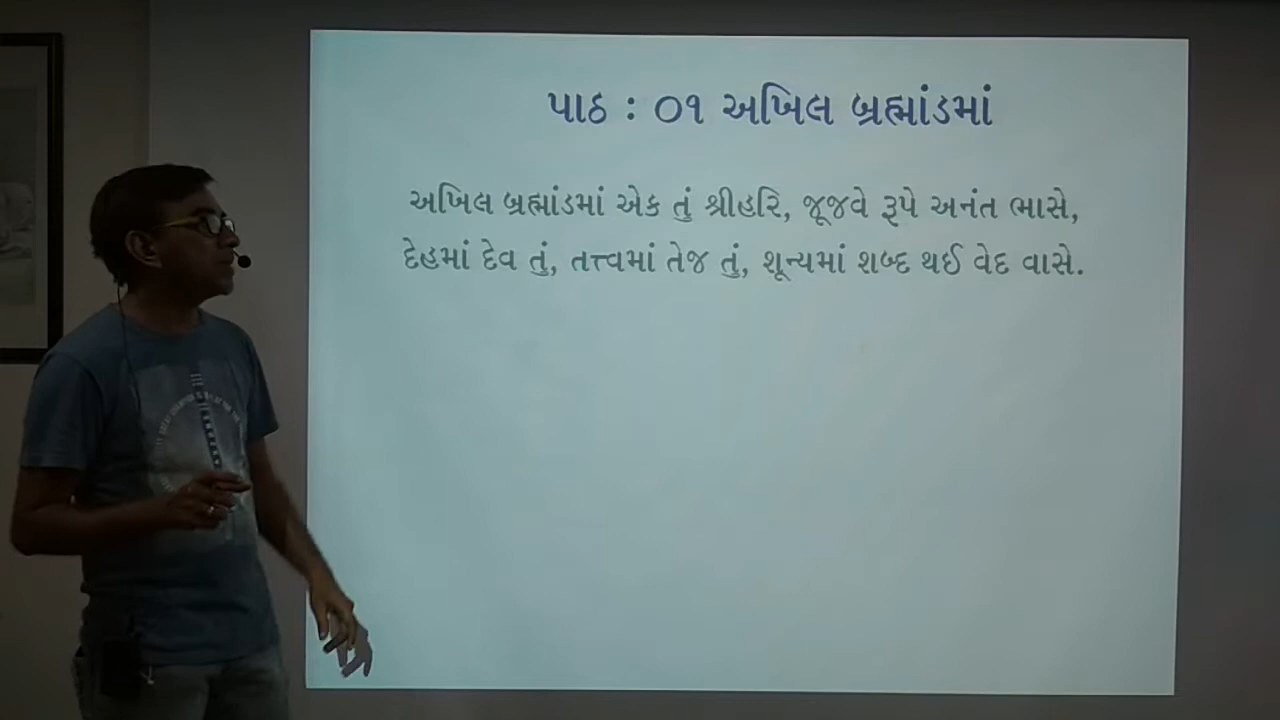 પાઠ : ૦૧ અખિલ બ્રહ્માંડમાં
અખિલ બ્રહ્માંડમાં એક તું શ્રીહરિ, જૂજવે રૂપે અનંત ભાસે,
દેહમાં દેવ તું, તત્ત્વમાં તેજ તું, શૂન્યમાં શબ્દ થઈ વેદ વાસે.